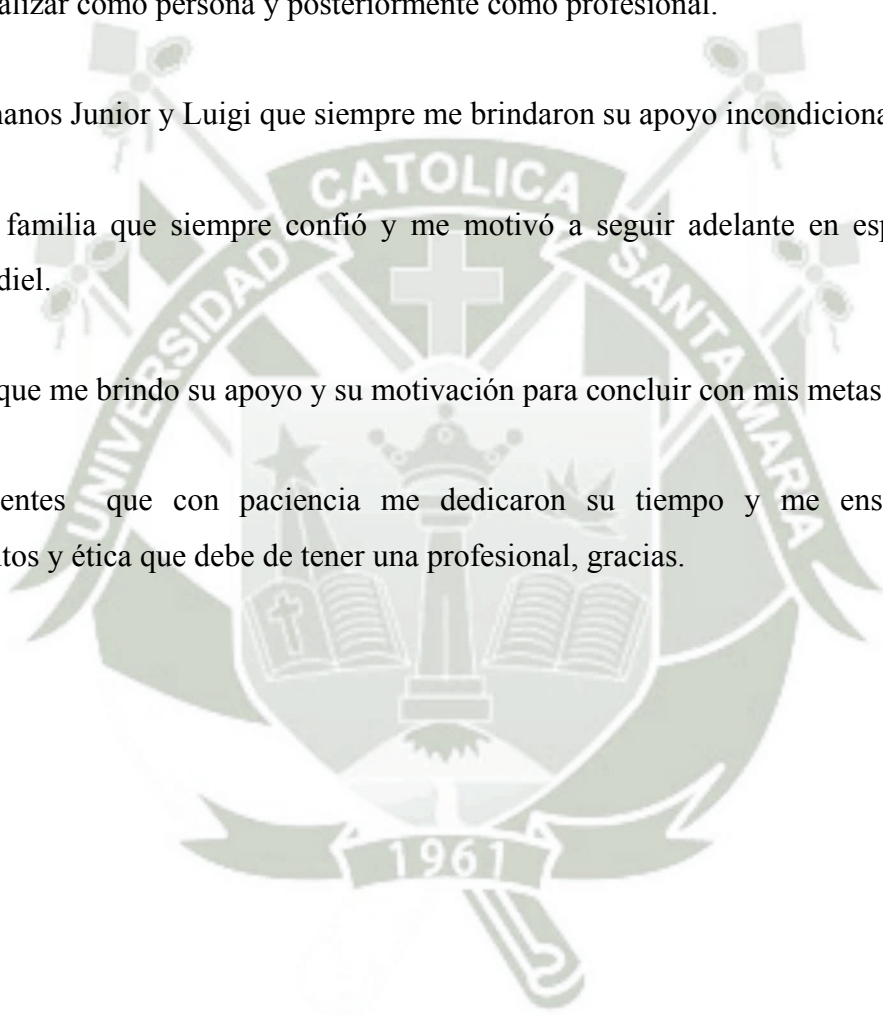 alizar como persona y posteriormente como profesional.
anos Junior y Luigi que siempre me brindaron su apoyo incondiciona
familia que siempre confió y me motivó a seguir adelante en esp
diel.
que me brindo su apoyo y su motivación para concluir con mis metas
entes que con paciencia me dedicaron su tiempo y me ens
tos y ética que debe de tener una profesional, gracias.
UNIVERSIDAD CATOLICA SANTA MARIA
1961